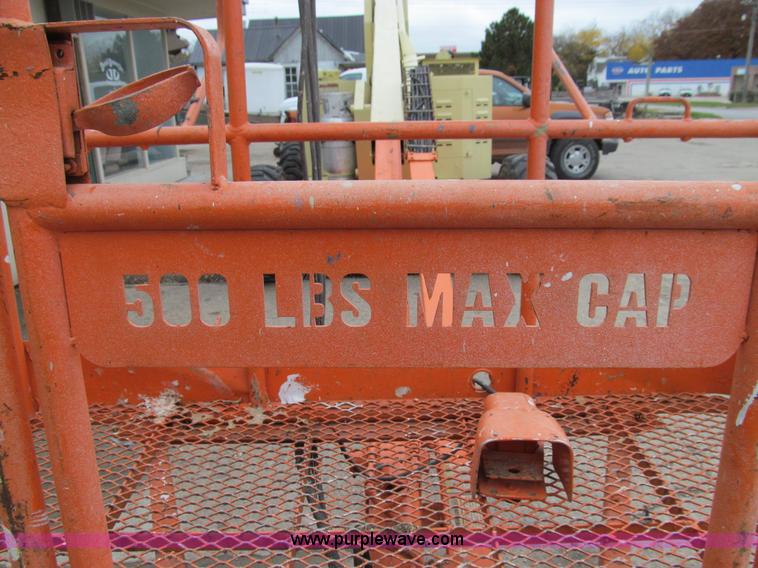 AUTO PARTS
500 LBS MAX CAP
www.purplewave.com